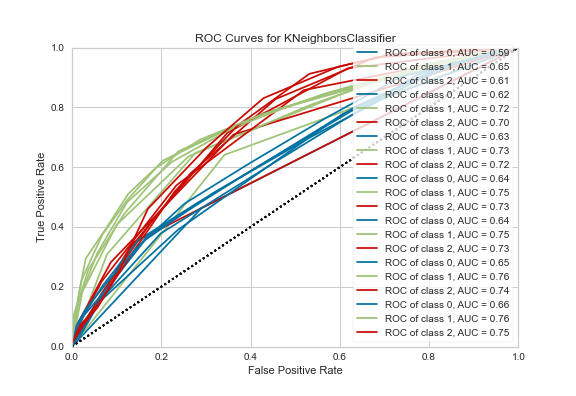 ROC Curves for KNeighborsClassifier
1.0
0.8
0.6
0.4
0.2
0.0
True Positive Rate
ROC of class 0, AUC = 0.59
ROC of class 1, AUC = 0.65
ROC of class 2, AUC = 0.61
ROC of class 0, AUC = 0.62
ROC of class 1, AUC = 0.72
ROC of class 2, AUC = 0.70
ROC of class 0, AUC = 0.63
ROC of class 1, AUC = 0.73
ROC of class 2, AUC = 0.72
ROC of class 0, AUC = 0.64
ROC of class 1, AUC = 0.75
ROC of class 2, AUC = 0.73
ROC of class 0, AUC = 0.64
ROC of class 1, AUC = 0.75
ROC of class 2, AUC = 0.73
ROC of class 0, AUC = 0.65
ROC of class 1, AUC = 0.76
ROC of class 2, AUC = 0.74
ROC of class 0, AUC = 0.66
ROC of class 1, AUC = 0.76
ROC of class 2, AUC = 0.75
0.0 0.2 0.4 0.6 0.8 1.0
False Positive Rate